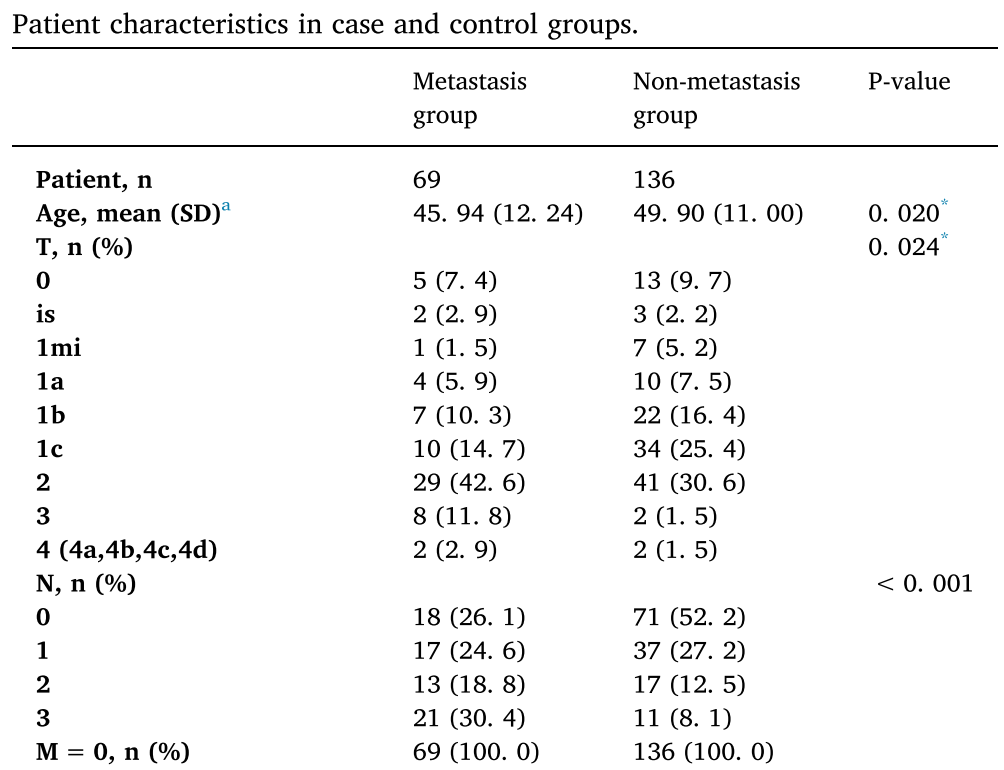 Patient characteristics in case and control groups.
Metastasis group Non-metastasis group P-value
Patient, n 69 136
Age, mean (SD)a 45. 94 (12. 24) 49. 90 (11. 00) 0. 020*
T, n (%) 0. 024*
0 5 (7. 4) 13 (9. 7)
is 2 (2. 9) 3 (2. 2)
1mi 1 (1. 5) 7 (5. 2)
1a 4 (5. 9) 10 (7. 5)
1b 7 (10. 3) 22 (16. 4)
1c 10 (14. 7) 34 (25. 4)
2 29 (42. 6) 41 (30. 6)
3 8 (11. 8) 2 (1. 5)
4 (4a,4b,4c,4d) 2 (2. 9) 2 (1. 5)
N, n (%) < 0. 001
0 18 (26. 1) 71 (52. 2)
1 17 (24. 6) 37 (27. 2)
2 13 (18. 8) 17 (12. 5)
3 21 (30. 4) 11 (8. 1)
M = 0, n (%) 69 (100. 0) 136 (100. 0)